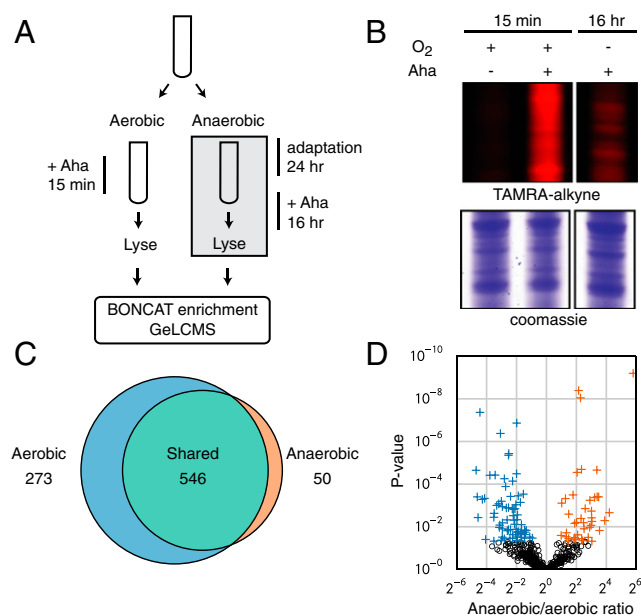 A
Aerobic
Anaerobic
+ Aha
15 min
adaptation
24 hr
+ Aha
16 hr
Lyse
Lyse
BONCAT enrichment
GeLCMS
B
15 min
16 hr
O2 + + -
Aha - + +
TAMRA-alkyne
coomassie
C
Aerobic
273
Shared
546
Anaerobic
50
D
P-value
10^-10
10^-8
10^-6
10^-4
10^-2
10^-0
2^-6 2^-4 2^-2 2^0 2^2 2^4 2^6
Anaerobic/aerobic ratio